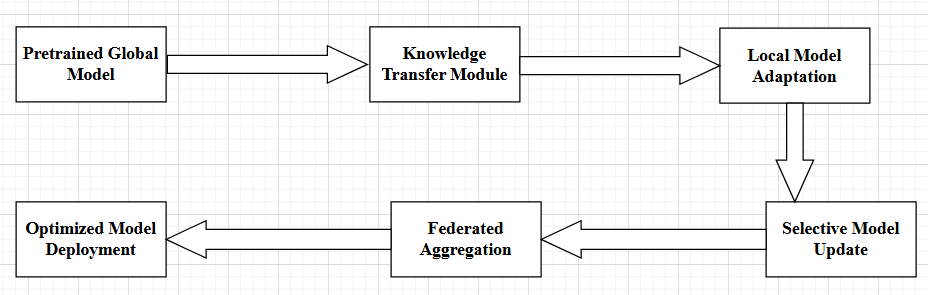 Pretrained Global
Model
Knowledge
Transfer Module
Local Model
Adaptation
Optimized Model
Deployment
Federated
Aggregation
Selective Model
Update